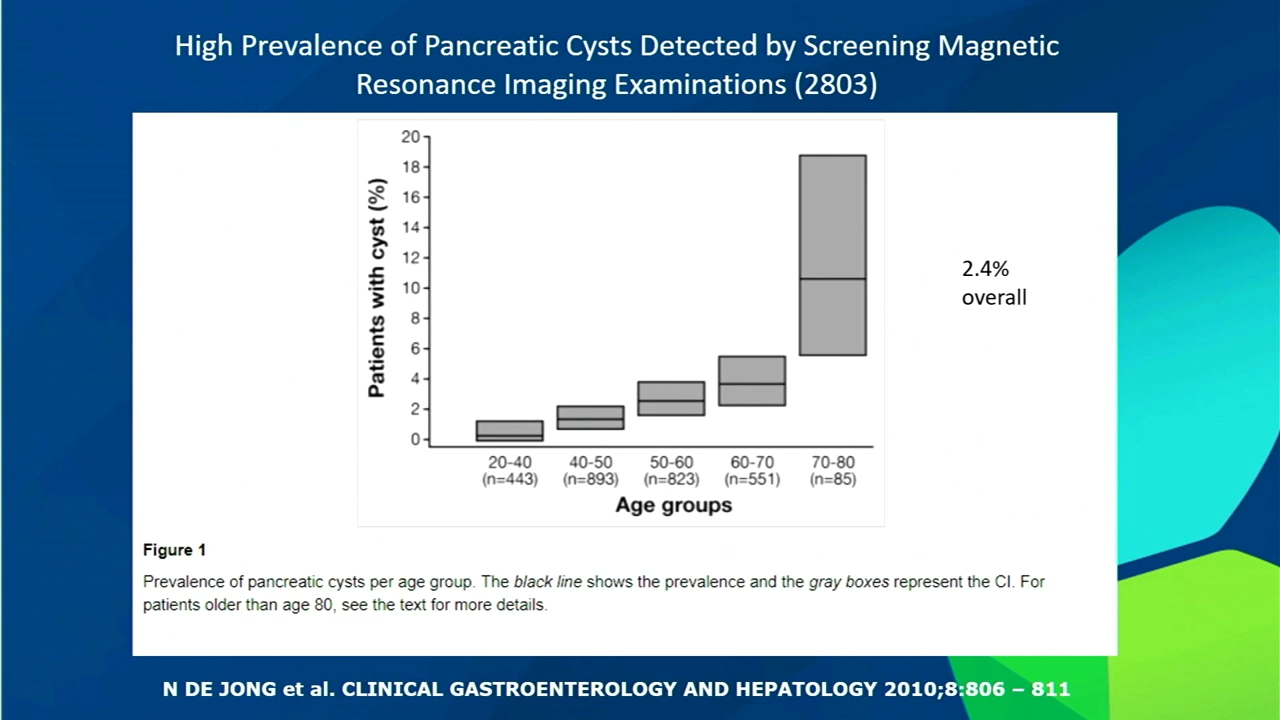 High Prevalence of Pancreatic Cysts Detected by Screening Magnetic
Resonance Imaging Examinations (2803)
Patients with cyst (%)
20
18
16
14
12
10
8
6
4
2
0
20-40
(n=443)
40-50
(n=893)
50-60
(n=823)
60-70
(n=551)
70-80
(n=85)
Age groups
2.4%
overall
Figure 1
Prevalence of pancreatic cysts per age group. The black line shows the prevalence and the gray boxes represent the CI. For
patients older than age 80, see the text for more details.
N DE JONG et al. CLINICAL GASTROENTEROLOGY AND HEPATOLOGY 2010;8:806 – 811